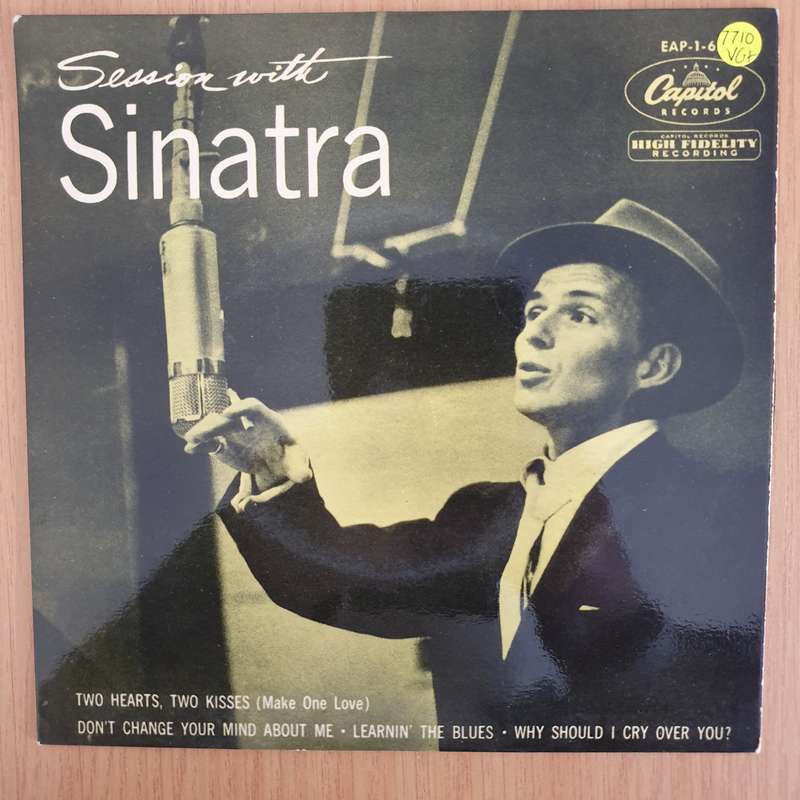 Session with
Sinatra
EAP-1-6
7710
VG+
Capitol
RECORDS
CAPITOL RECORDS
HIGH FIDELITY
RECORDING
TWO HEARTS, TWO KISSES (Make One Love)
DON'T CHANGE YOUR MIND ABOUT ME • LEARNIN' THE BLUES • WHY SHOULD I CRY OVER YOU?